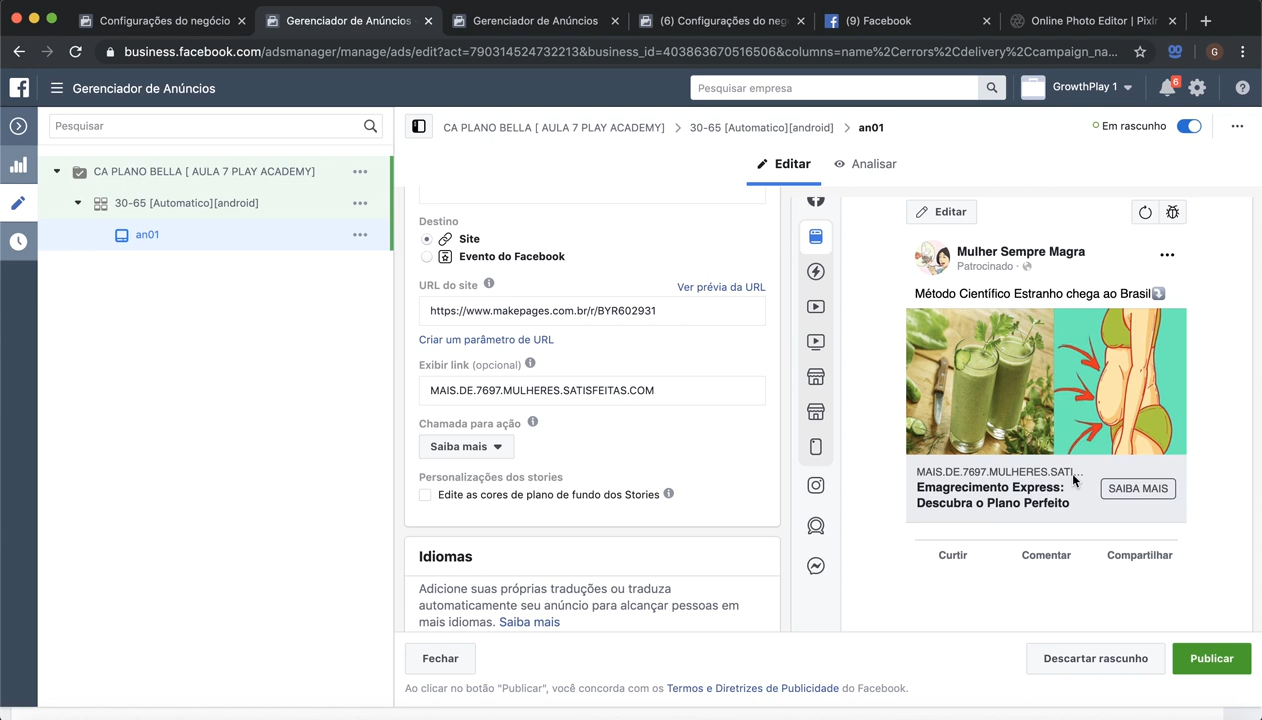 Configurações do negócio
Gerenciador de Anúncios
Gerenciador de Anúncios
(6) Configurações do neg
(9) Facebook
Online Photo Editor | Pixlr
business.facebook.com/adsmanager/manage/ads/edit?act=790314524732213&business_id=403863670516506&columns=name%2Cerrors%2Cdelivery%2Ccampaign_na...
G
Gerenciador de Anúncios
Pesquisar empresa
GrowthPlay 1
6
Pesquisar
CA PLANO BELLA [ AULA 7 PLAY ACADEMY]
30-65 [Automatico][android]
an01
CA PLANO BELLA [ AULA 7 PLAY ACADEMY]
30-65 [Automatico][android]
an01
Em rascunho
Editar
Analisar
Destino
Site
Evento do Facebook
URL do site
Ver prévia da URL
https://www.makepages.com.br/r/BYR602931
Criar um parâmetro de URL
Exibir link (opcional)
MAIS.DE.7697.MULHERES.SATISFEITAS.COM
Chamada para ação
Saiba mais
Personalizações dos stories
Edite as cores de plano de fundo dos Stories
Idiomas
Adicione suas próprias traduções ou traduza
automaticamente seu anúncio para alcançar pessoas em
mais idiomas. Saiba mais
Editar
Mulher Sempre Magra
Patrocinado ·
Método Científico Estranho chega ao Brasil
MAIS.DE.7697.MULHERES.SATI...
Emagrecimento Express:
Descubra o Plano Perfeito
SAIBA MAIS
Curtir
Comentar
Compartilhar
Fechar
Descartar rascunho
Publicar
Ao clicar no botão "Publicar", você concorda com os Termos e Diretrizes de Publicidade do Facebook.